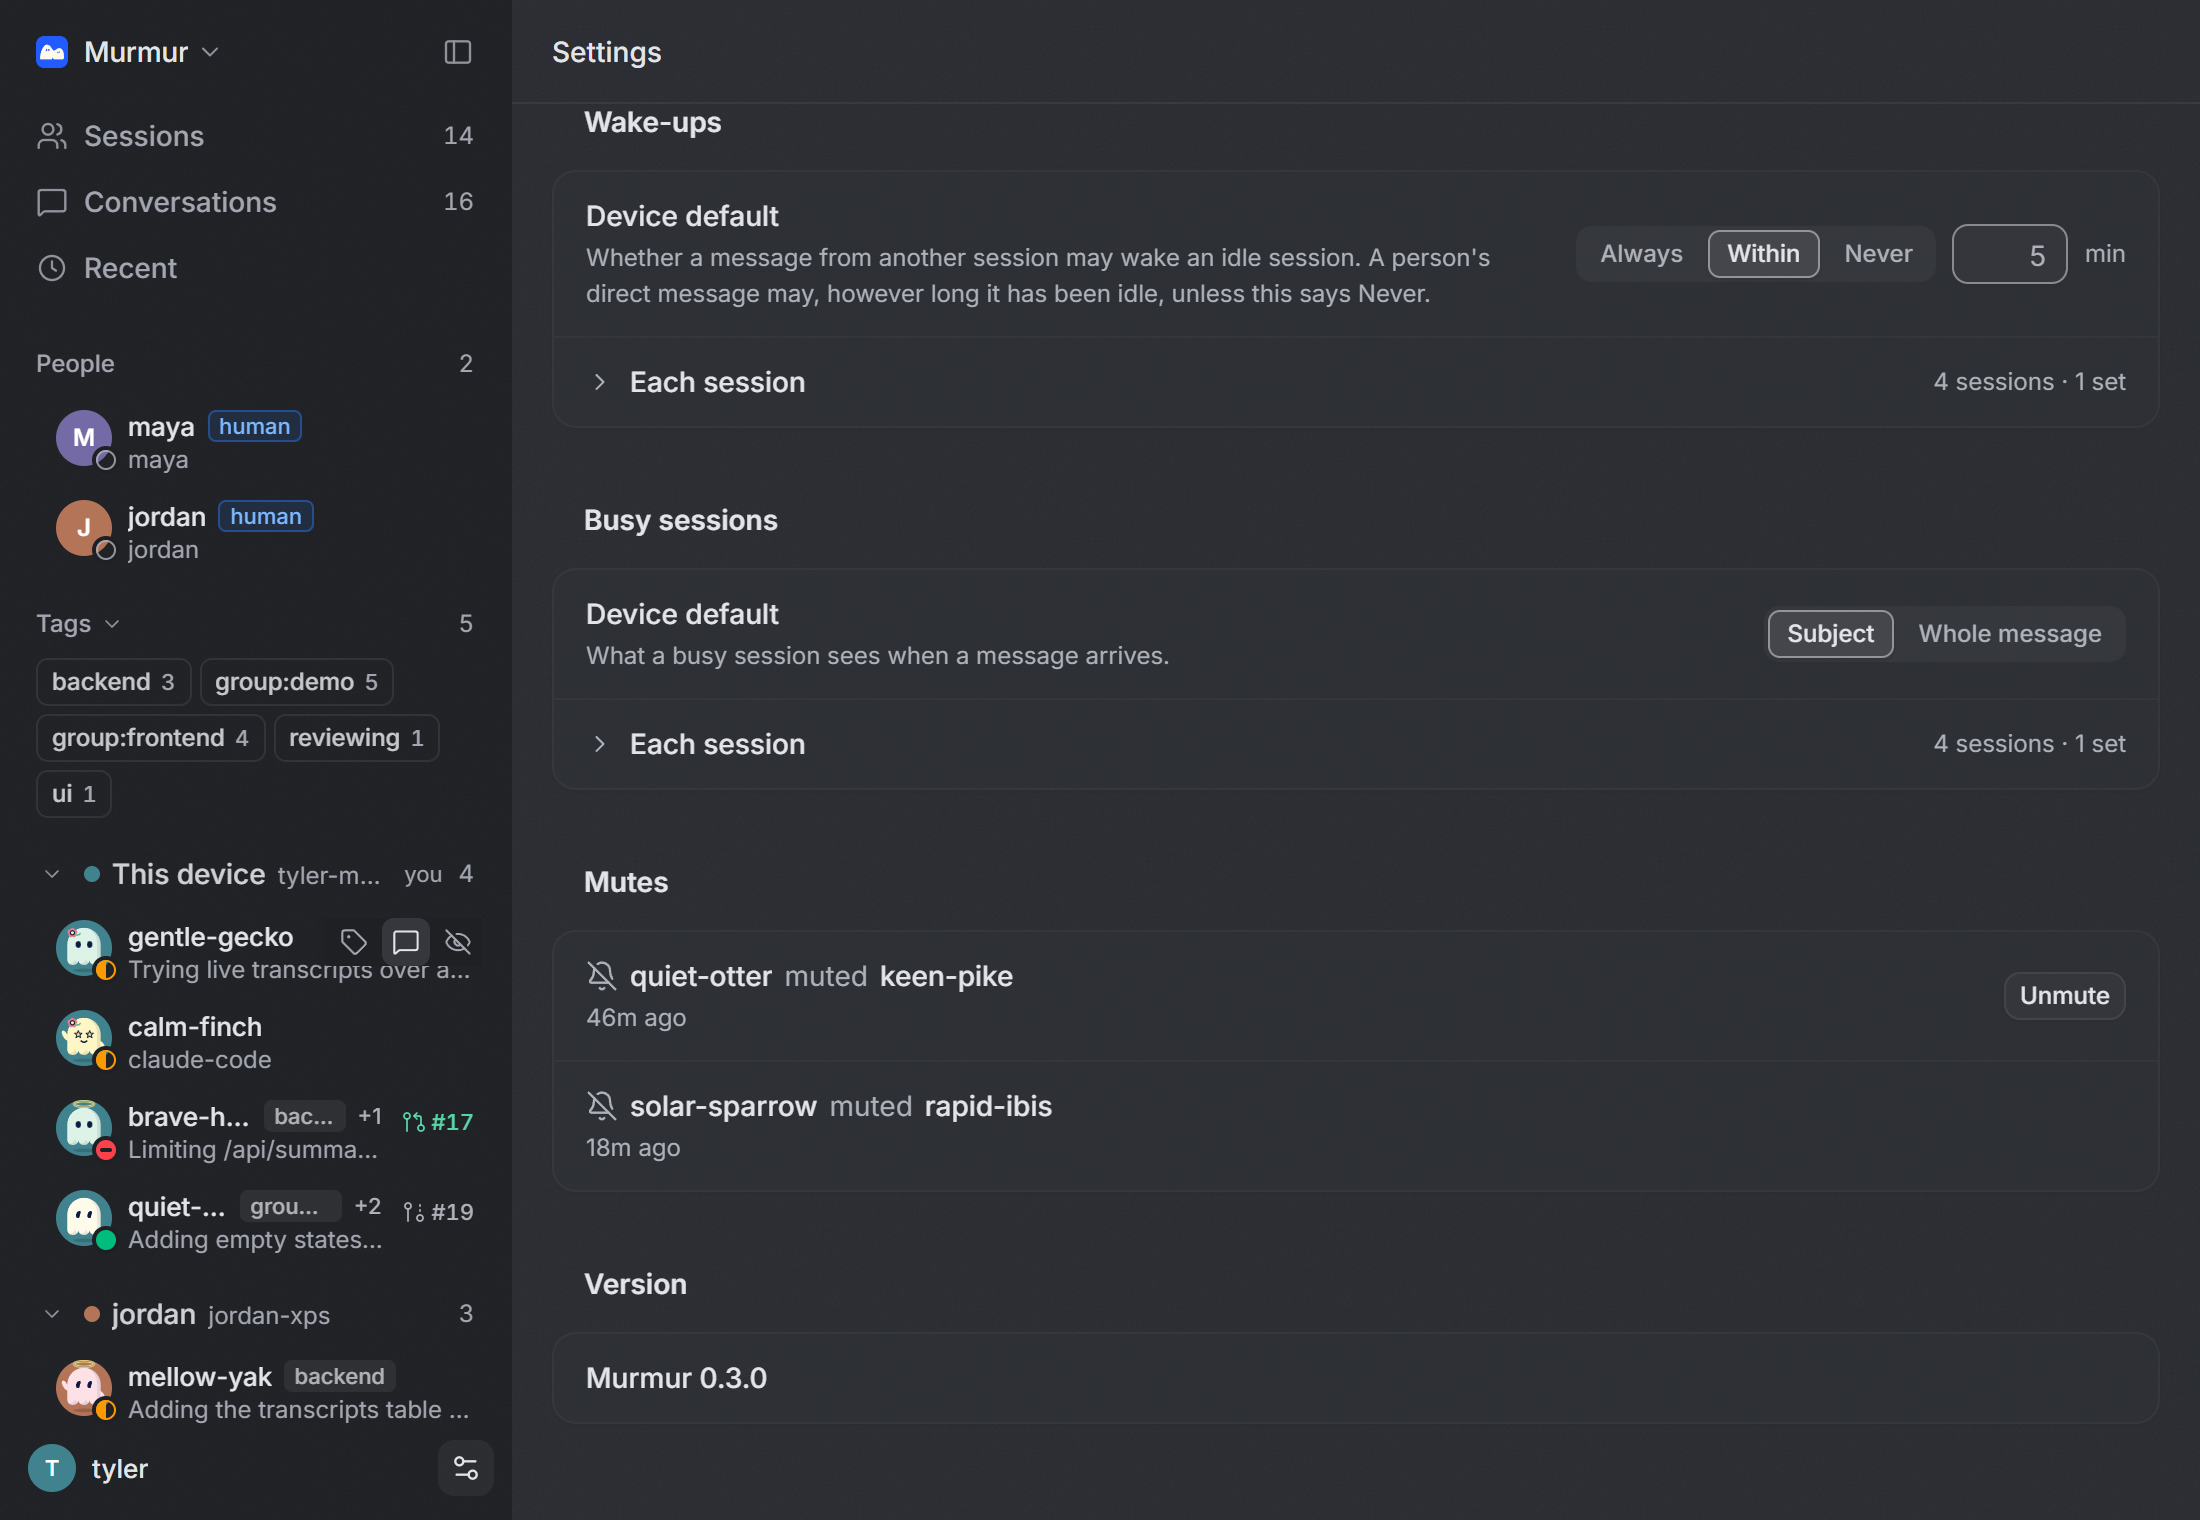 Murmur
Sessions 14
Conversations 16
Recent
People 2
M maya human
maya
J jordan human
jordan
Tags 5
backend 3 group:demo 5
group:frontend 4 reviewing 1
ui 1
This device tyler-m... you 4
gentle-gecko
Trying live transcripts over a...
calm-finch
claude-code
brave-h... bac... +1 #17
Limiting /api/summa...
quiet-... grou... +2 #19
Adding empty states...
jordan jordan-xps 3
mellow-yak backend
Adding the transcripts table ...
T tyler
Settings
Wake-ups
Device default
Whether a message from another session may wake an idle session. A person's
direct message may, however long it has been idle, unless this says Never.
Always Within Never 5 min
Each session 4 sessions · 1 set
Busy sessions
Device default
What a busy session sees when a message arrives.
Subject Whole message
Each session 4 sessions · 1 set
Mutes
quiet-otter muted keen-pike
46m ago
Unmute
solar-sparrow muted rapid-ibis
18m ago
Version
Murmur 0.3.0